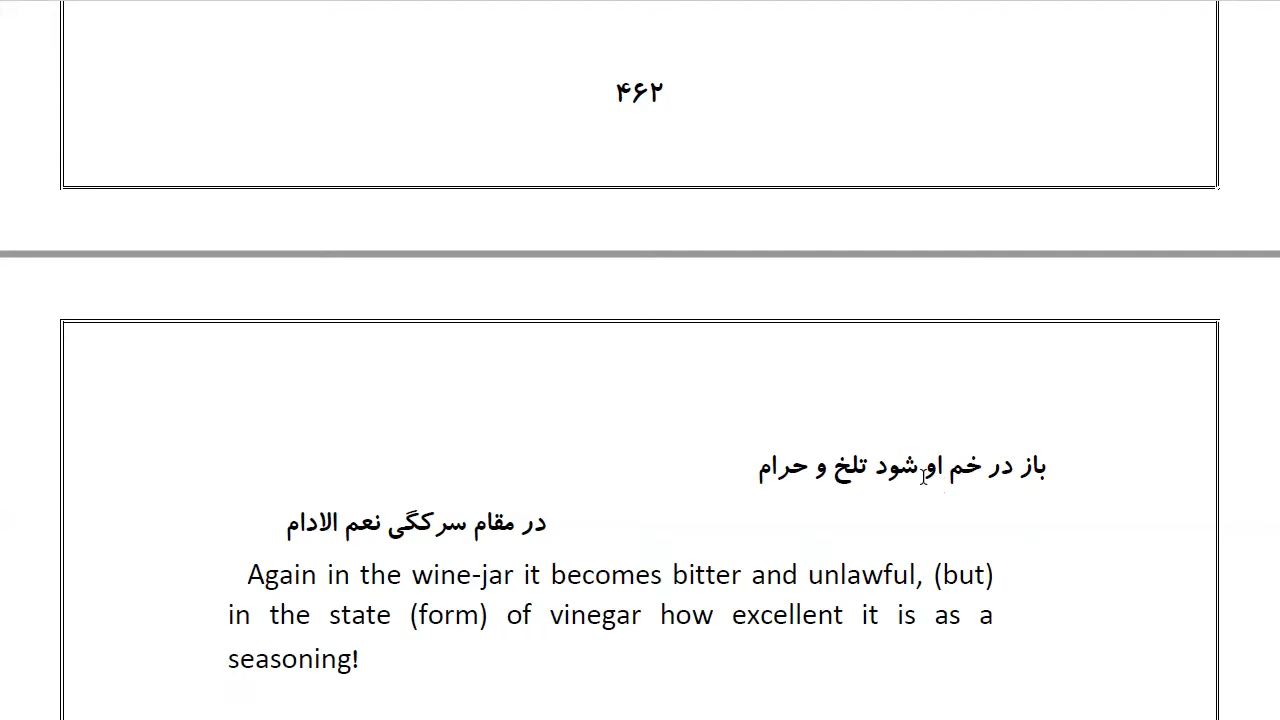 ۴۶۲
باز در خم او شود تلخ و حرام
در مقام سرکگی نعم الادام
Again in the wine-jar it becomes bitter and unlawful, (but)
in the state (form) of vinegar how excellent it is as a
seasoning!